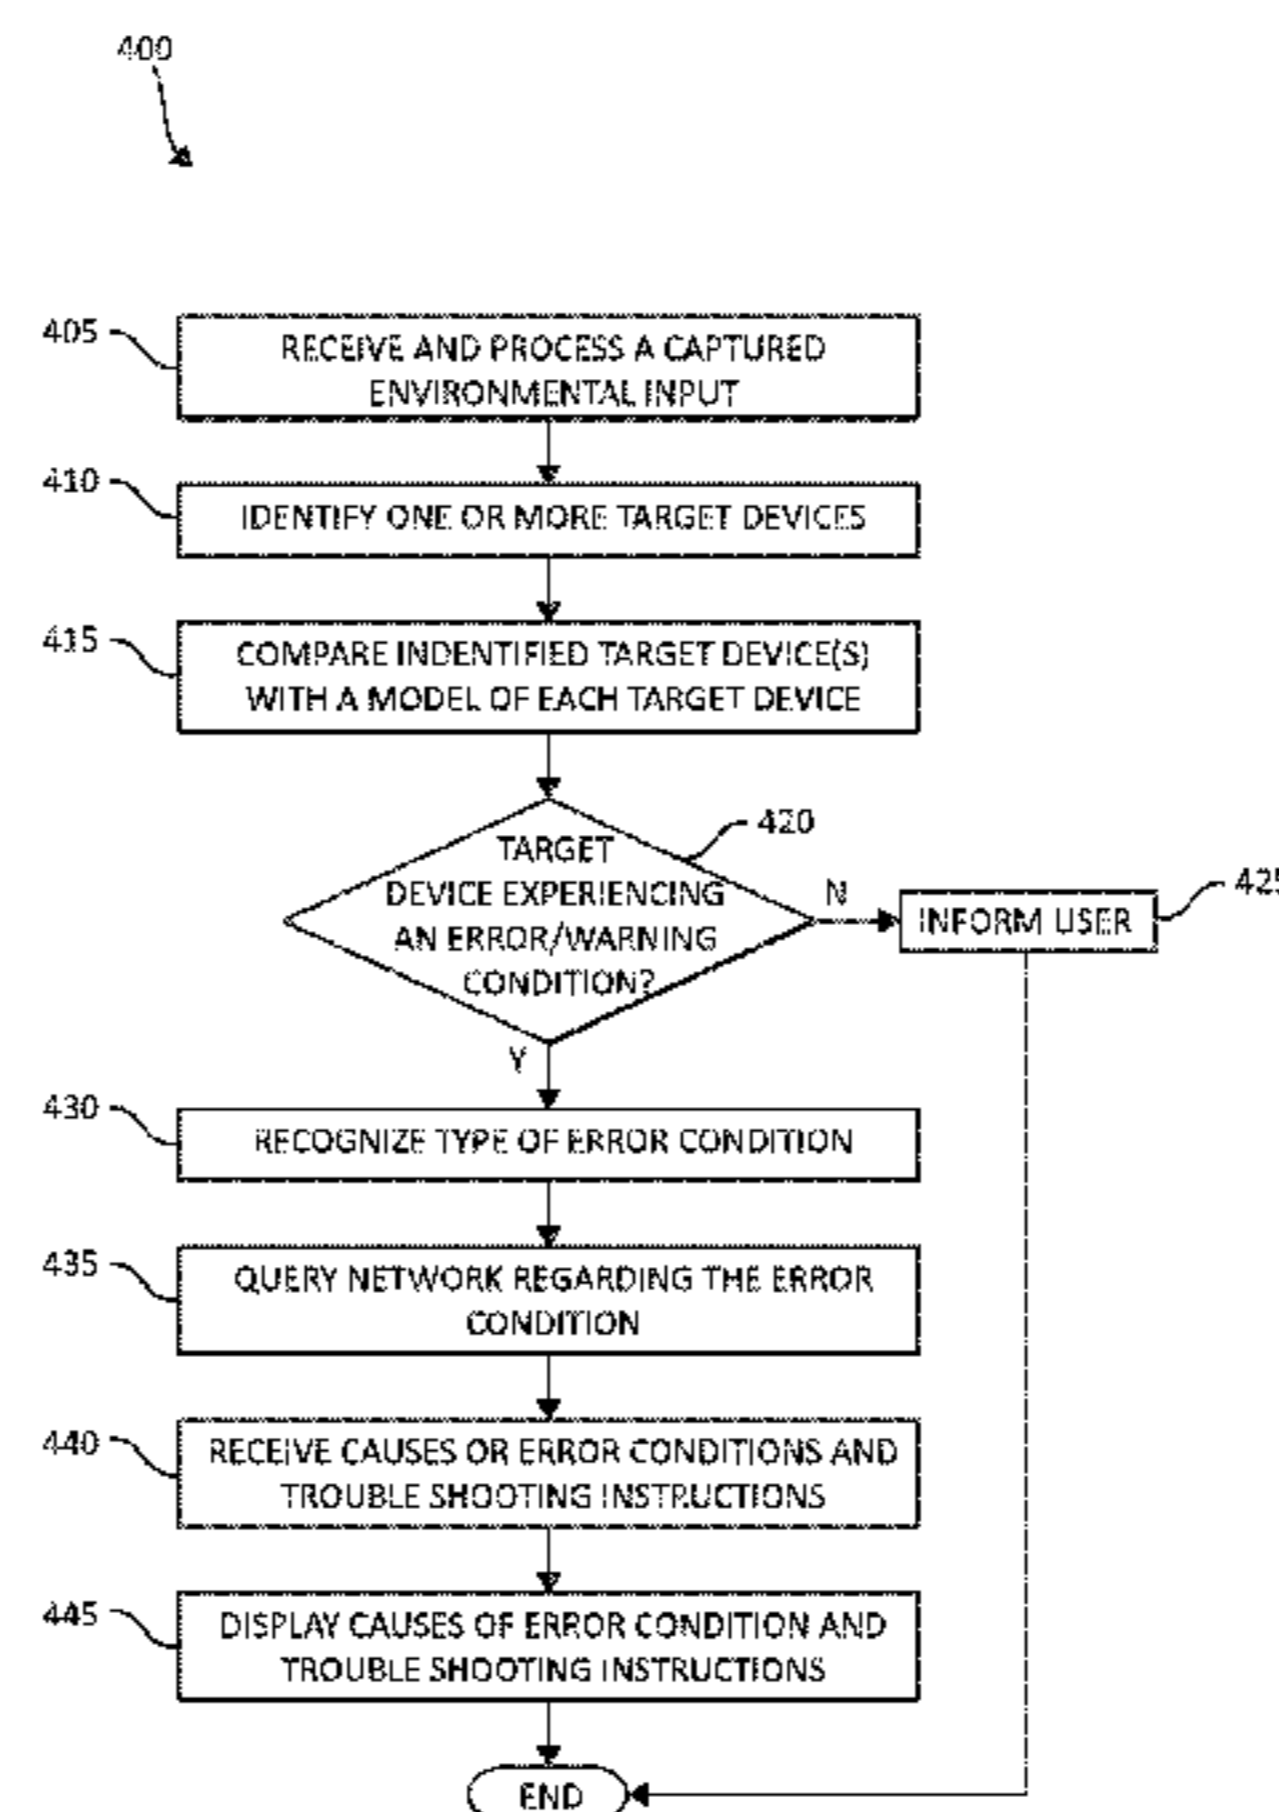 400
405
RECEIVE AND PROCESS A CAPTURED
ENVIRONMENTAL INPUT
410
IDENTIFY ONE OR MORE TARGET DEVICES
415
COMPARE INDENTIFIED TARGET DEVICE(S)
WITH A MODEL OF EACH TARGET DEVICE
420
TARGET
DEVICE EXPERIENCING
AN ERROR/WARNING
CONDITION?
N
INFORM USER
425
Y
430
RECOGNIZE TYPE OF ERROR CONDITION
435
QUERY NETWORK REGARDING THE ERROR
CONDITION
440
RECEIVE CAUSES OR ERROR CONDITIONS AND
TROUBLE SHOOTING INSTRUCTIONS
445
DISPLAY CAUSES OF ERROR CONDITION AND
TROUBLE SHOOTING INSTRUCTIONS
END